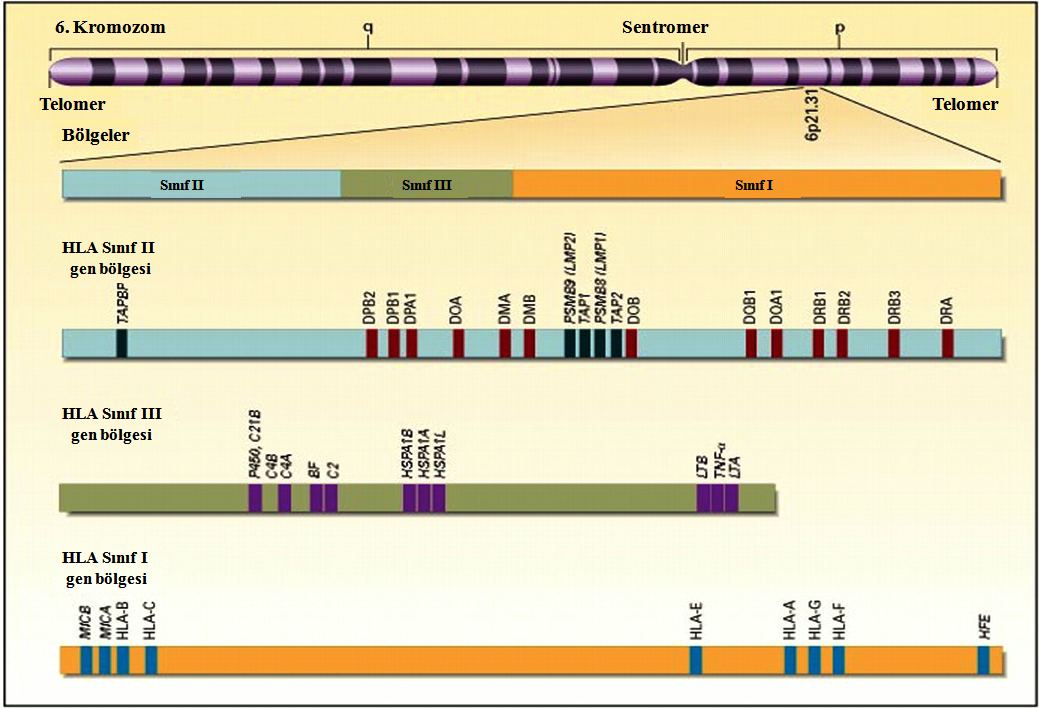 6. Kromozom
q
Sentromer
p
Telomer
Telomer
6p21.31
Bölgeler
Sınıf II
Sınıf III
Sınıf I
HLA Sınıf II
gen bölgesi
TAPBP
DPB2
DPB1
DPA1
DOA
DMA
DMB
PSMB9 (LMP2)
TAP1
PSMB8 (LMP1)
TAP2
DOB
DQB1
DQA1
DRB1
DRB2
DRB3
DRA
HLA Sınıf III
gen bölgesi
P450, C21B
C4B
C4A
BF
C2
HSPA1B
HSPA1A
HSPA1L
LTB
TNF-α
LTA
HLA Sınıf I
gen bölgesi
MICB
MICA
HLA-B
HLA-C
HLA-E
HLA-A
HLA-G
HLA-F
HFE